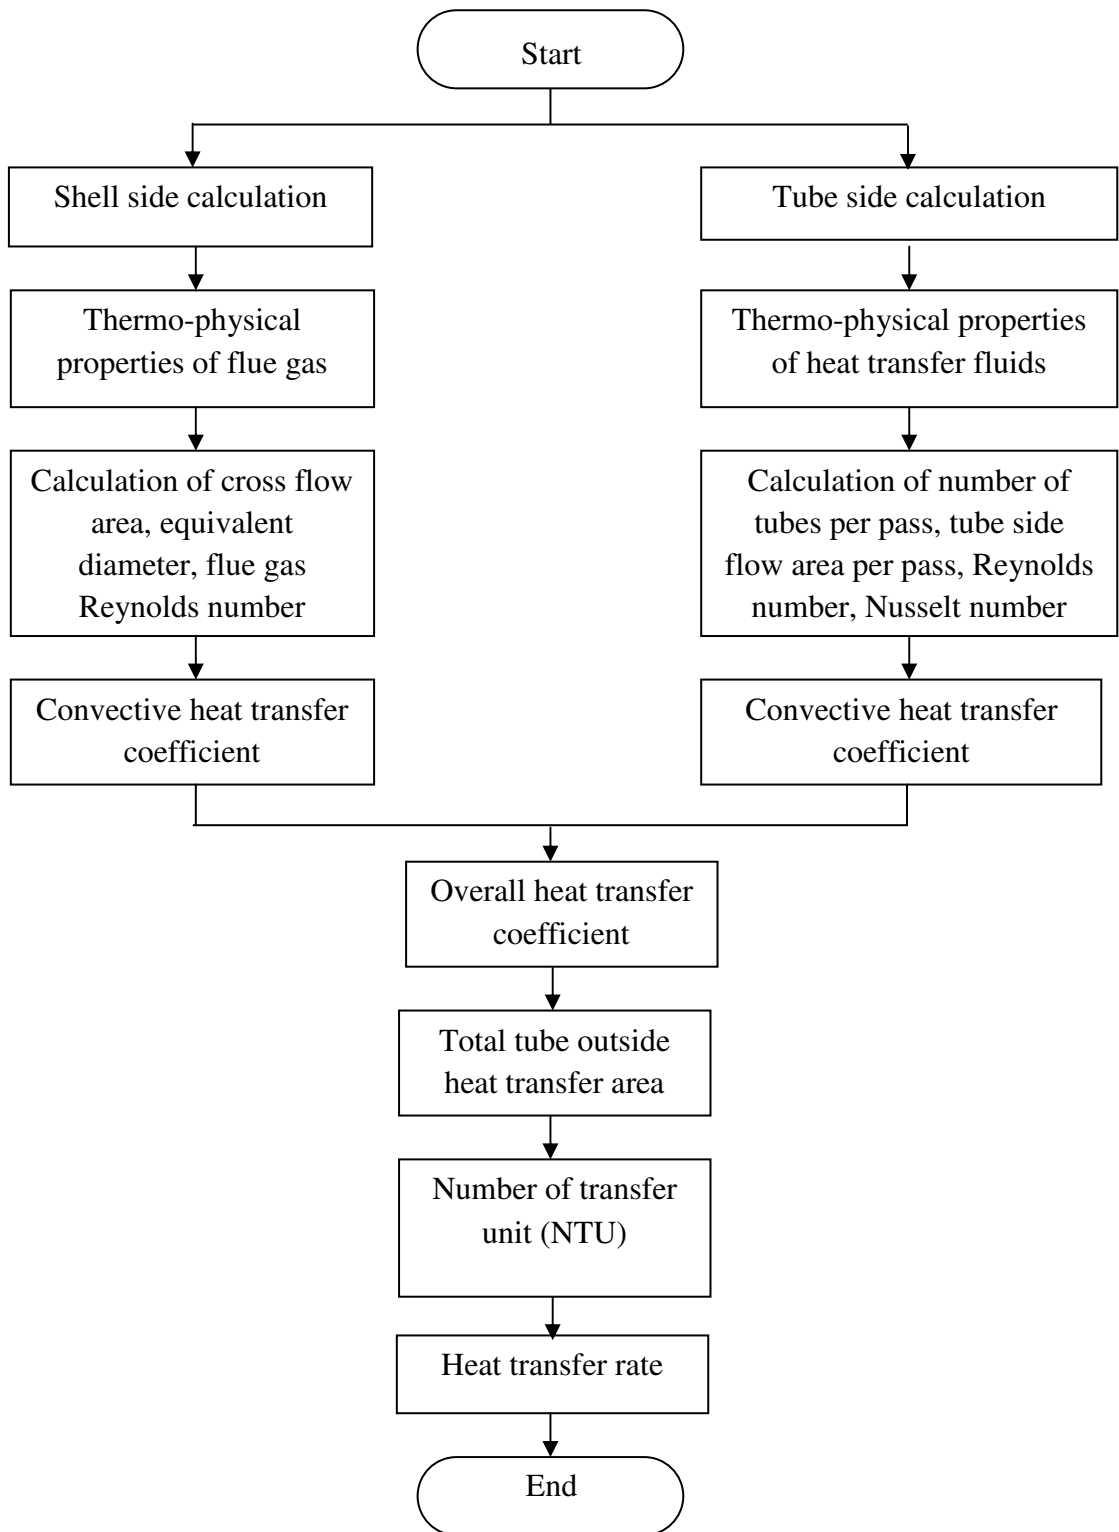 Start
Shell side calculation
Tube side calculation
Thermo-physical
properties of flue gas
Thermo-physical properties
of heat transfer fluids
Calculation of cross flow
area, equivalent
diameter, flue gas
Reynolds number
Calculation of number of
tubes per pass, tube side
flow area per pass, Reynolds
number, Nusselt number
Convective heat transfer
coefficient
Convective heat transfer
coefficient
Overall heat transfer
coefficient
Total tube outside
heat transfer area
Number of transfer
unit (NTU)
Heat transfer rate
End